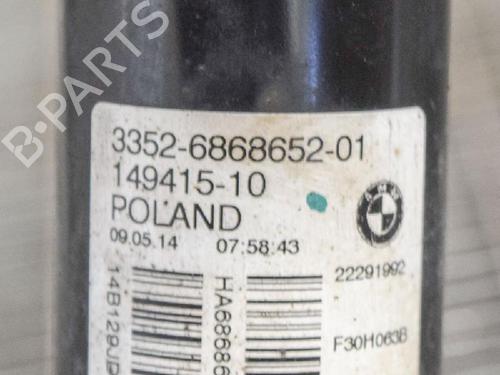 B-PARTS
3352-6868652-01
149415-10
POLAND
BMW
09.05.14 07:58:43
22291992
F30H063B